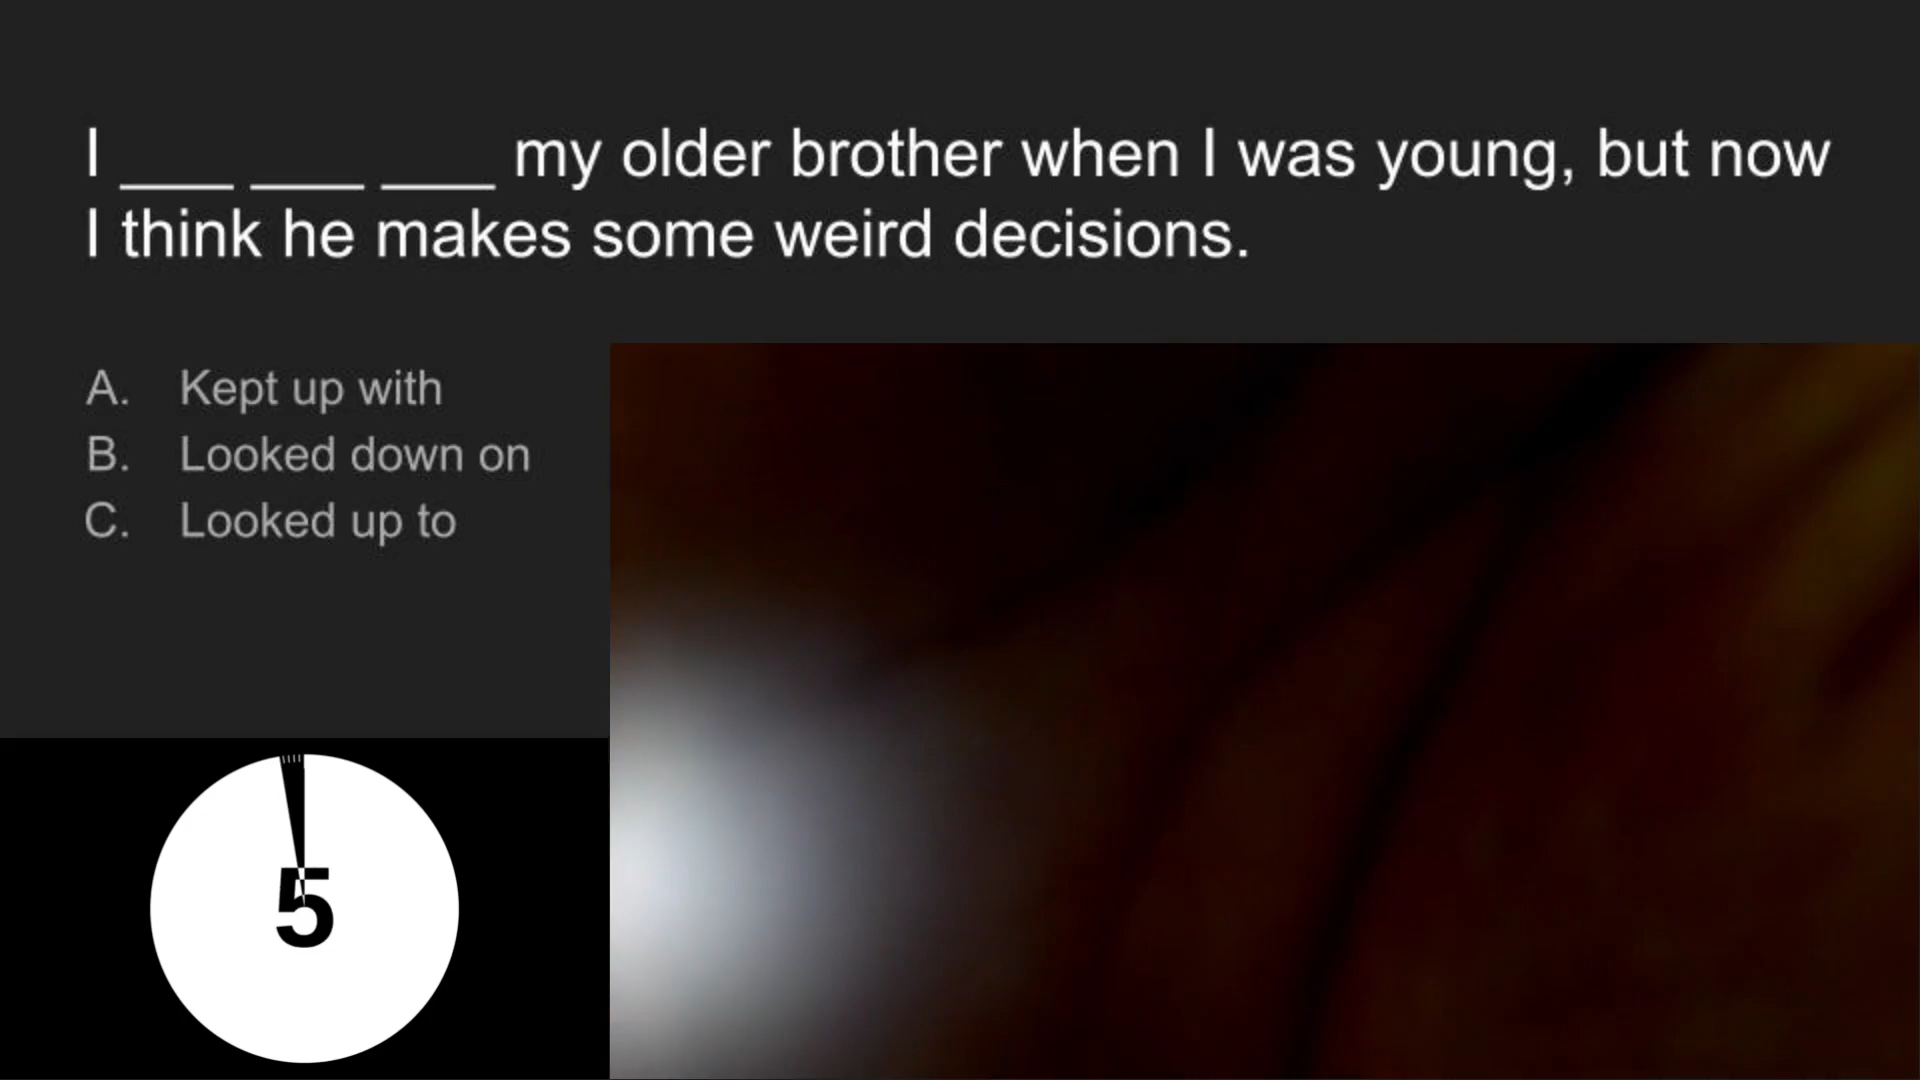 I ___ ___ ___ my older brother when I was young, but now
I think he makes some weird decisions.
A. Kept up with
B. Looked down on
C. Looked up to
5